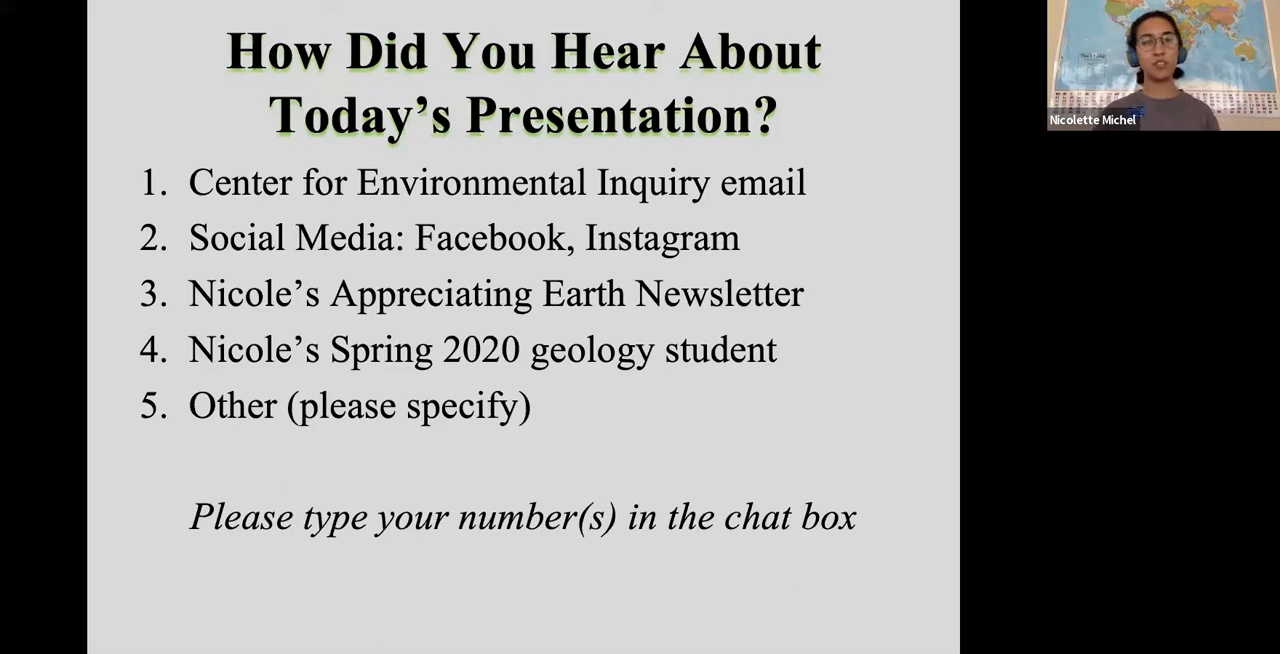 How Did You Hear About
Today’s Presentation?
1. Center for Environmental Inquiry email
2. Social Media: Facebook, Instagram
3. Nicole’s Appreciating Earth Newsletter
4. Nicole’s Spring 2020 geology student
5. Other (please specify)
Please type your number(s) in the chat box
Nicolette Michel